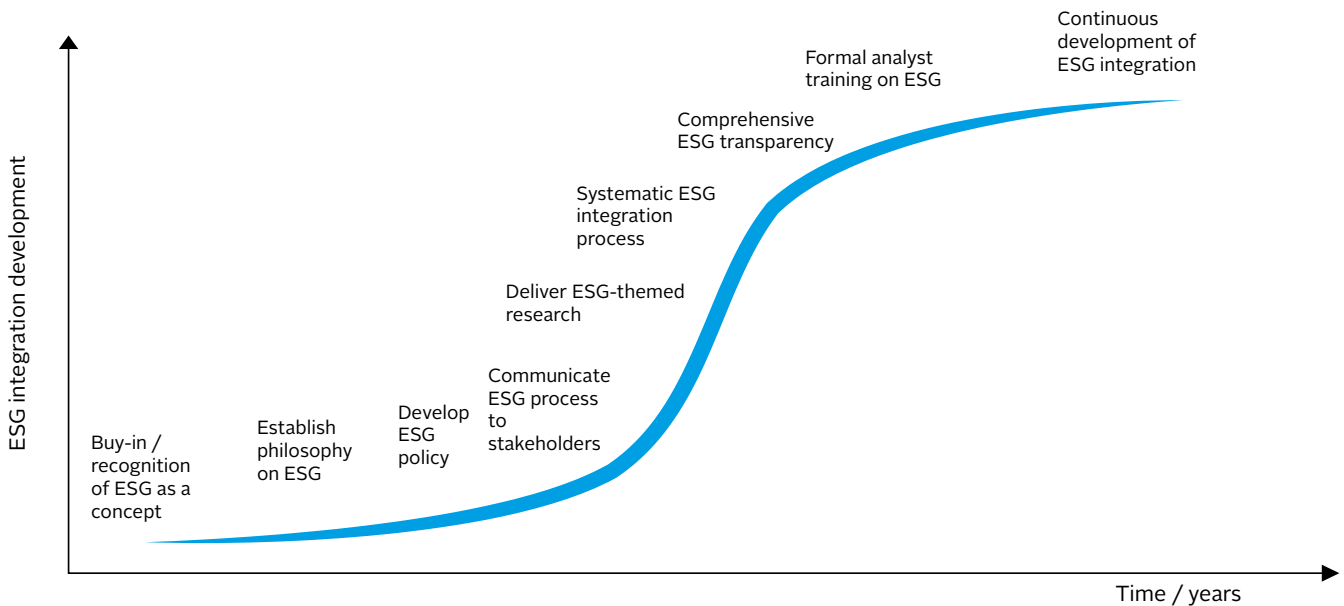 Continuous
development of
ESG integration
Formal analyst
training on ESG
Comprehensive
ESG transparency
Systematic ESG
integration
process
Deliver ESG-themed
research
Communicate
ESG process
to
stakeholders
Develop
ESG
policy
Establish
philosophy
on ESG
Buy-in /
recognition
of ESG as a
concept
ESG integration development
Time / years